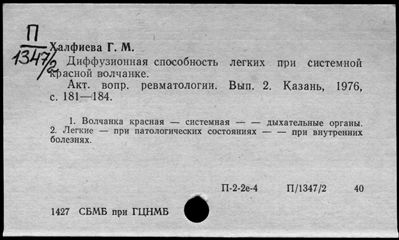 П
1347/2
Халфиева Г. М.
Диффузионная способность легких при системной
красной волчанке.
Акт. вопр. ревматологии. Вып. 2. Казань, 1976,
с. 181—184.
1. Волчанка красная — системная — — дыхательные органы.
2. Легкие — при патологических состояниях — — при внутренних
болезнях.
П-2-2е-4 П/1347/2 40
1427 СБМБ при ГЦНМБ